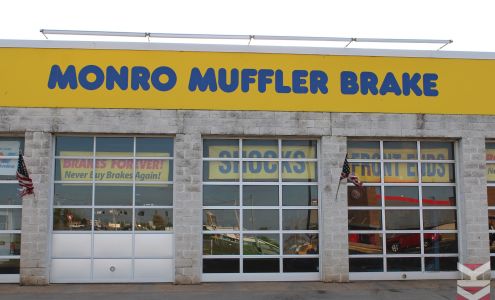 MONRO MUFFLER BRAKE
BRAKES FOREVER!
Never Buy Brakes Again!
SHOCKS
FRONT ENDS